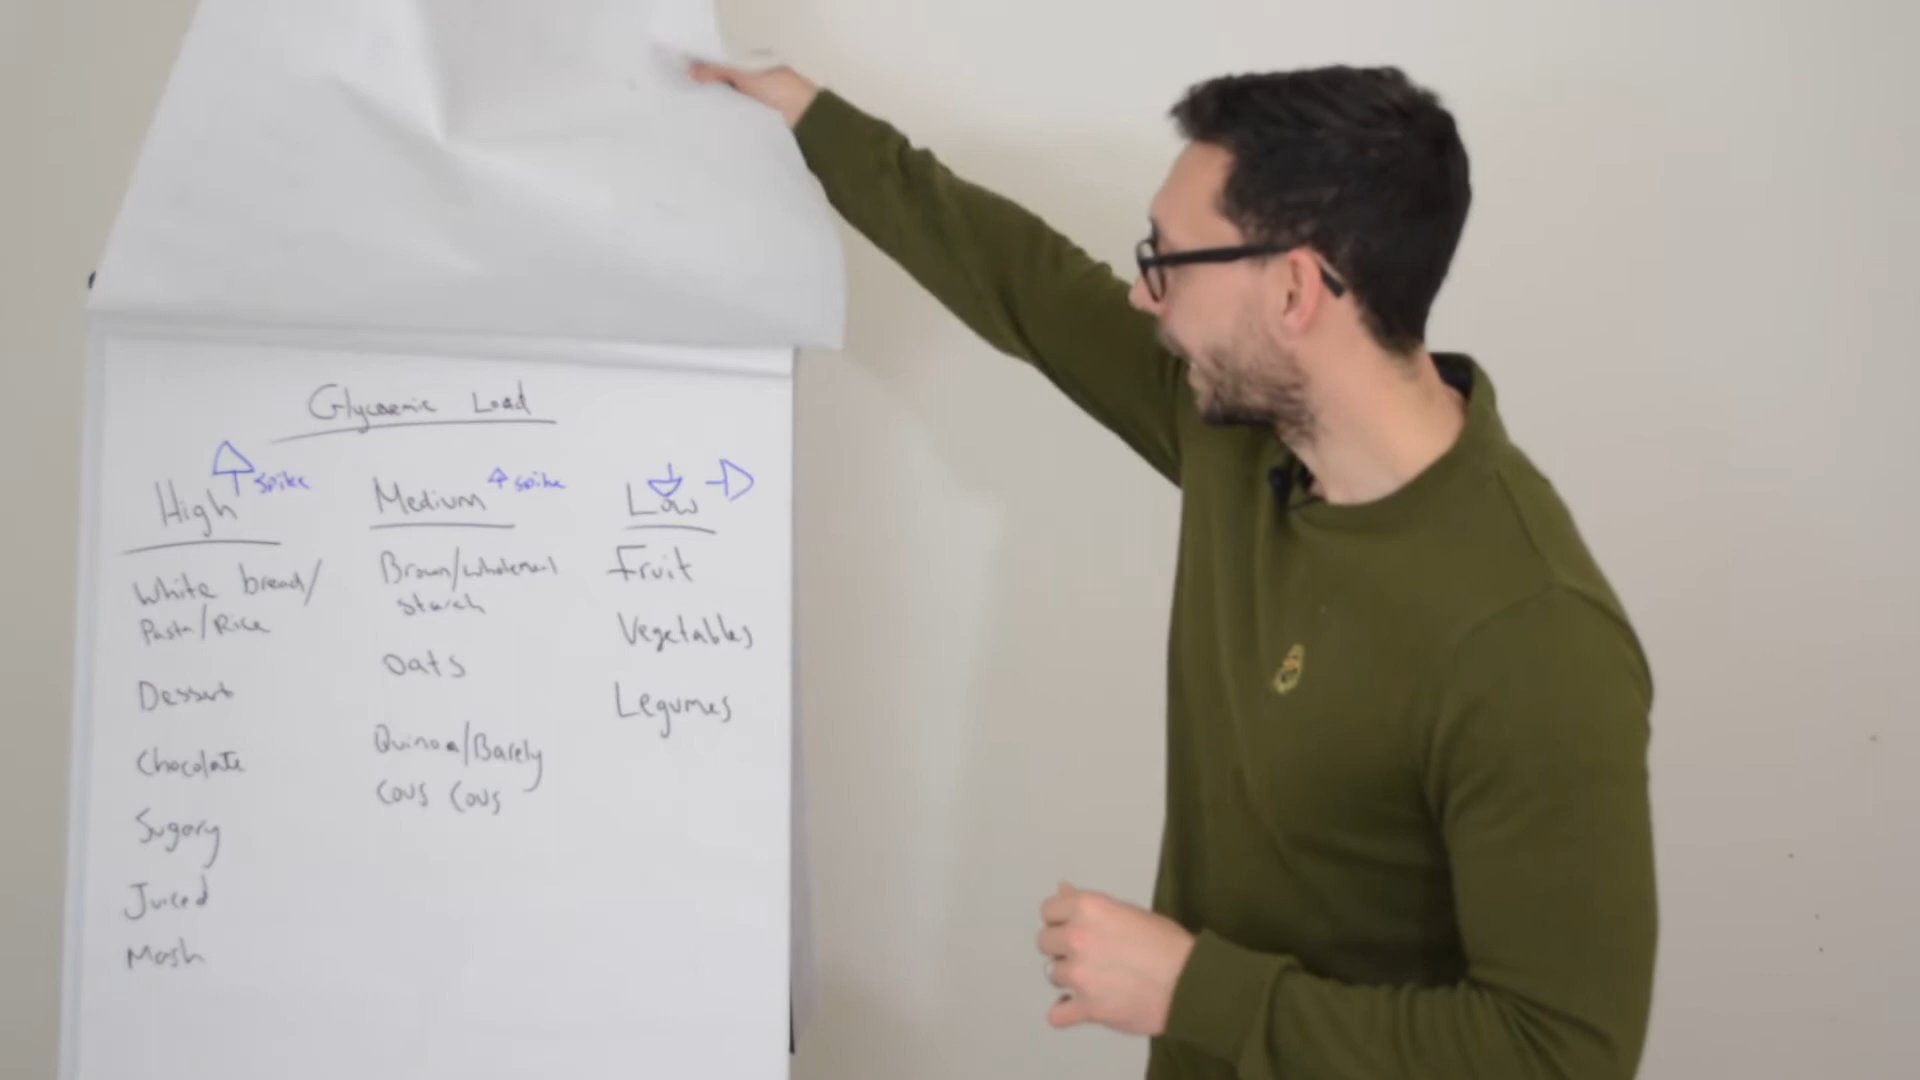 Glycaemic Load
High spike
White bread/
Pasta/Rice
Dessert
Chocolate
Sugary
Juiced
Mash
Medium spike
Brown/wholemeal
starch
Oats
Quinoa/Barely
Cous Cous
Low
Fruit
Vegetables
Legumes